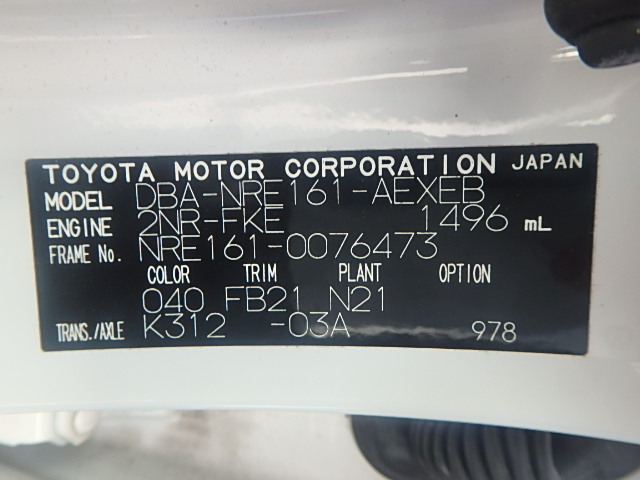 TOYOTA MOTOR CORPORATION JAPAN
MODEL DBA-NRE161-AEXEB
ENGINE 2NR-FKE 1496 mL
FRAME No. NRE161-0076473
COLOR TRIM PLANT OPTION
040 FB21 N21
TRANS./AXLE K312 -03A 978